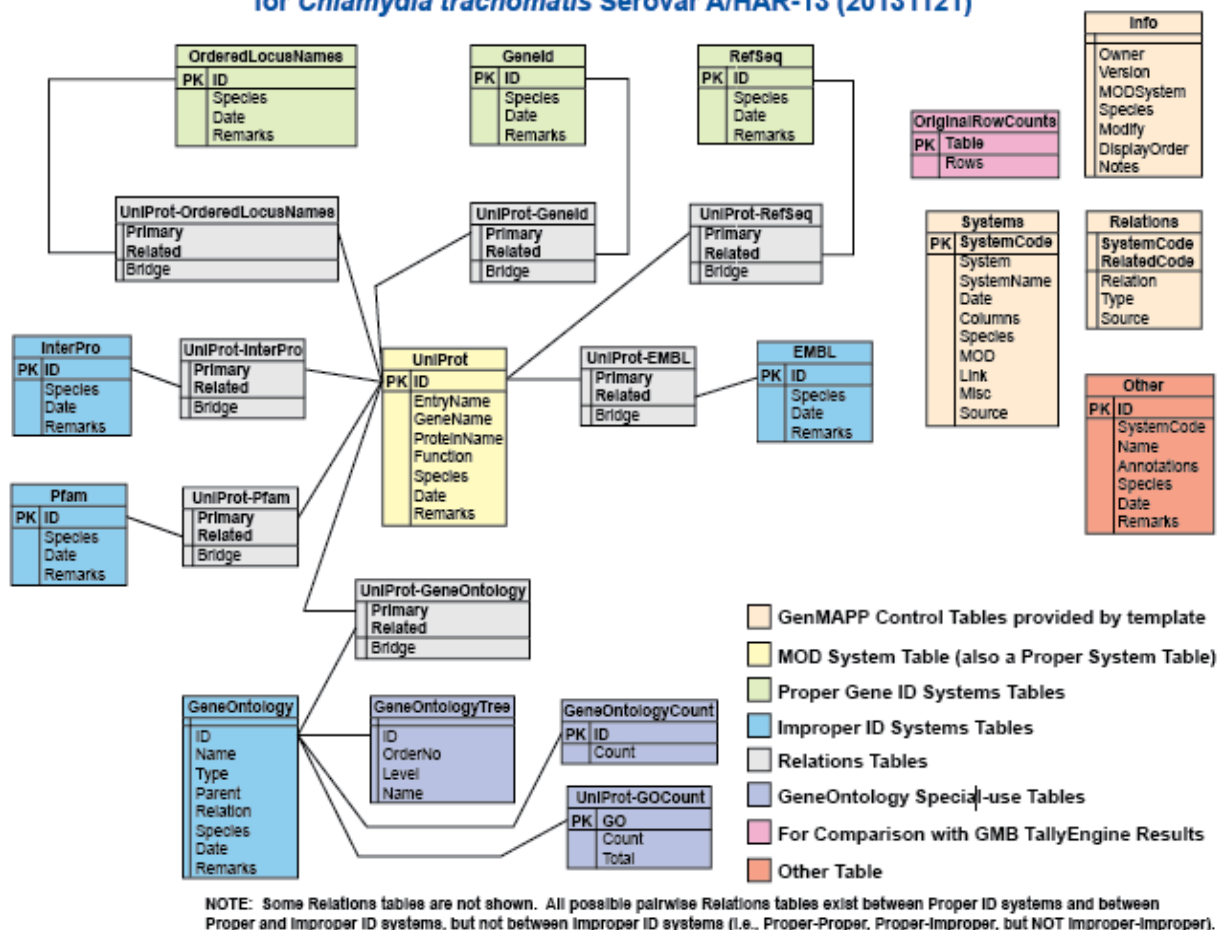 for Chlamydia trachomatis Serovar A/HAR-13 (20131121)
OrderedLocusNames
PK ID
Species
Date
Remarks
GeneId
PK ID
Species
Date
Remarks
RefSeq
PK ID
Species
Date
Remarks
Info
Owner
Version
MODSystem
Species
Modify
DisplayOrder
Notes
OriginalRowCounts
PK Table
Rows
UniProt-OrderedLocusNames
Primary
Related
Bridge
UniProt-GeneId
Primary
Related
Bridge
UniProt-RefSeq
Primary
Related
Bridge
Systems
PK SystemCode
System
SystemName
Date
Columns
Species
MOD
Link
Misc
Source
Relations
SystemCode
RelatedCode
Relation
Type
Source
InterPro
PK ID
Species
Date
Remarks
UniProt-InterPro
Primary
Related
Bridge
UniProt
PK ID
EntryName
GeneName
ProteinName
Function
Species
Date
Remarks
UniProt-EMBL
Primary
Related
Bridge
EMBL
PK ID
Species
Date
Remarks
Other
PK ID
SystemCode
Name
Annotations
Species
Date
Remarks
Pfam
PK ID
Species
Date
Remarks
UniProt-Pfam
Primary
Related
Bridge
UniProt-GeneOntology
Primary
Related
Bridge
GeneOntology
ID
Name
Type
Parent
Relation
Species
Date
Remarks
GeneOntologyTree
ID
OrderNo
Level
Name
GeneOntologyCount
PK ID
Count
UniProt-GOCount
PK GO
Count
Total
GenMAPP Control Tables provided by template
MOD System Table (also a Proper System Table)
Proper Gene ID Systems Tables
Improper ID Systems Tables
Relations Tables
GeneOntology Special-use Tables
For Comparison with GMB TallyEngine Results
Other Table
NOTE: Some Relations tables are not shown. All possible pairwise Relations tables exist between Proper ID systems and between
Proper and Improper ID systems, but not between Improper ID systems (i.e., Proper-Proper, Proper-Improper, but NOT Improper-Improper).